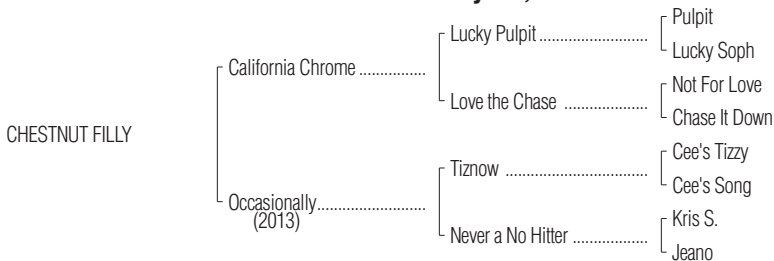 Pulpit
Lucky Pulpit ..........................
Lucky Soph
California Chrome ................
Not For Love
Love the Chase ....................
Chase It Down
CHESTNUT FILLY
Cee's Tizzy
Tiznow ..................................
Cee's Song
Occasionally..........................
(2013)
Kris S.
Never a No Hitter ..................
Jeano